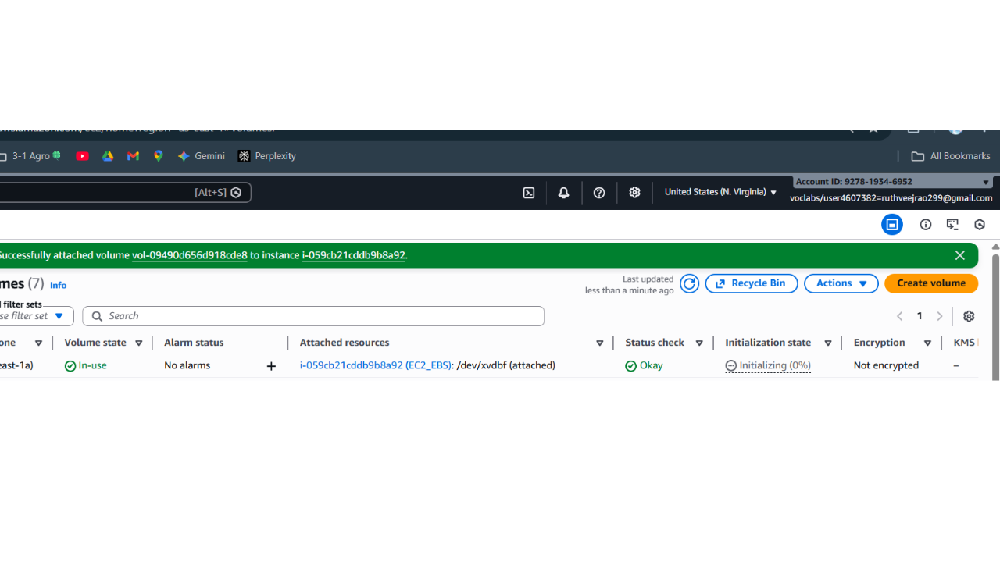 3-1 Agro
Gemini
Perplexity
All Bookmarks
[Alt+S]
United States (N. Virginia)
Account ID: 9278-1934-6952
voclabs/user4607382=ruthveejrao299@gmail.com
Successfully attached volume vol-09490d656d918cde8 to instance i-059cb21cddb9b8a92.
mes (7) Info
Last updated
less than a minute ago
Recycle Bin
Actions
Create volume
filter sets
se filter set
Search
1
one
Volume state
Alarm status
Attached resources
Status check
Initialization state
Encryption
KMS
east-1a)
In-use
No alarms
i-059cb21cddb9b8a92 (EC2_EBS): /dev/xvdbf (attached)
Okay
Initializing (0%)
Not encrypted
–